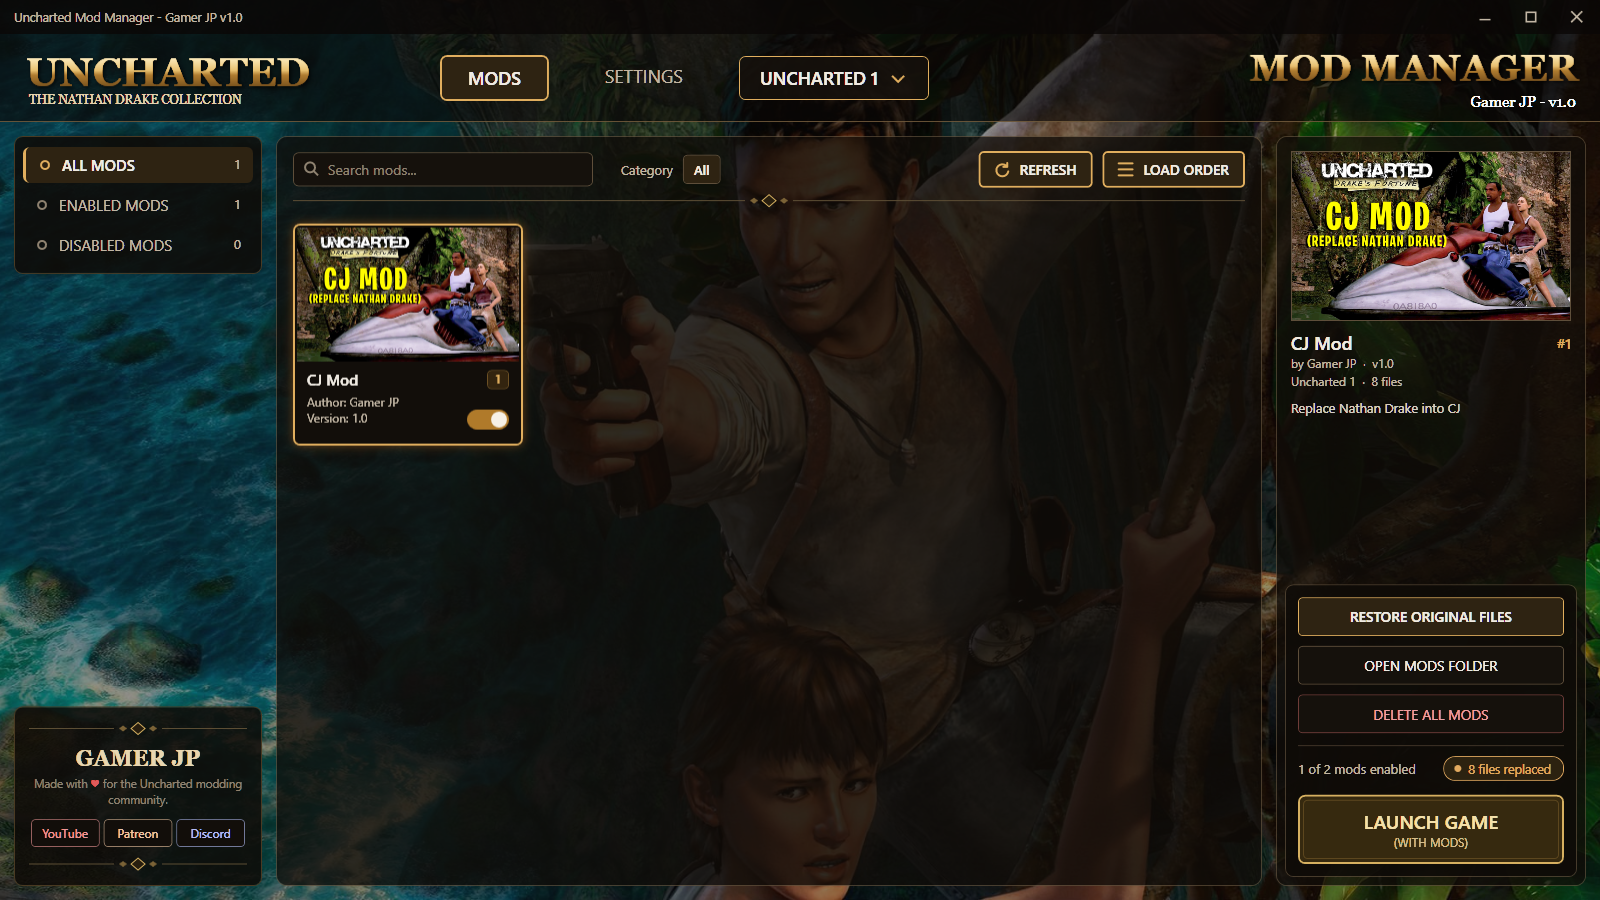 Uncharted Mod Manager - Gamer JP v1.0
UNCHARTED
THE NATHAN DRAKE COLLECTION
MODS
SETTINGS
UNCHARTED 1
MOD MANAGER
Gamer JP - v1.0
ALL MODS 1
ENABLED MODS 1
DISABLED MODS 0
Search mods...
Category
All
REFRESH
LOAD ORDER
UNCHARTED
DRAKE'S FORTUNE
CJ MOD
(REPLACE NATHAN DRAKE)
CJ Mod 1
Author: Gamer JP
Version: 1.0
UNCHARTED
DRAKE'S FORTUNE
CJ MOD
(REPLACE NATHAN DRAKE)
CJ Mod #1
by Gamer JP · v1.0
Uncharted 1 · 8 files
Replace Nathan Drake into CJ
RESTORE ORIGINAL FILES
OPEN MODS FOLDER
DELETE ALL MODS
1 of 2 mods enabled
8 files replaced
LAUNCH GAME
(WITH MODS)
GAMER JP
Made with ♥ for the Uncharted modding
community.
YouTube
Patreon
Discord